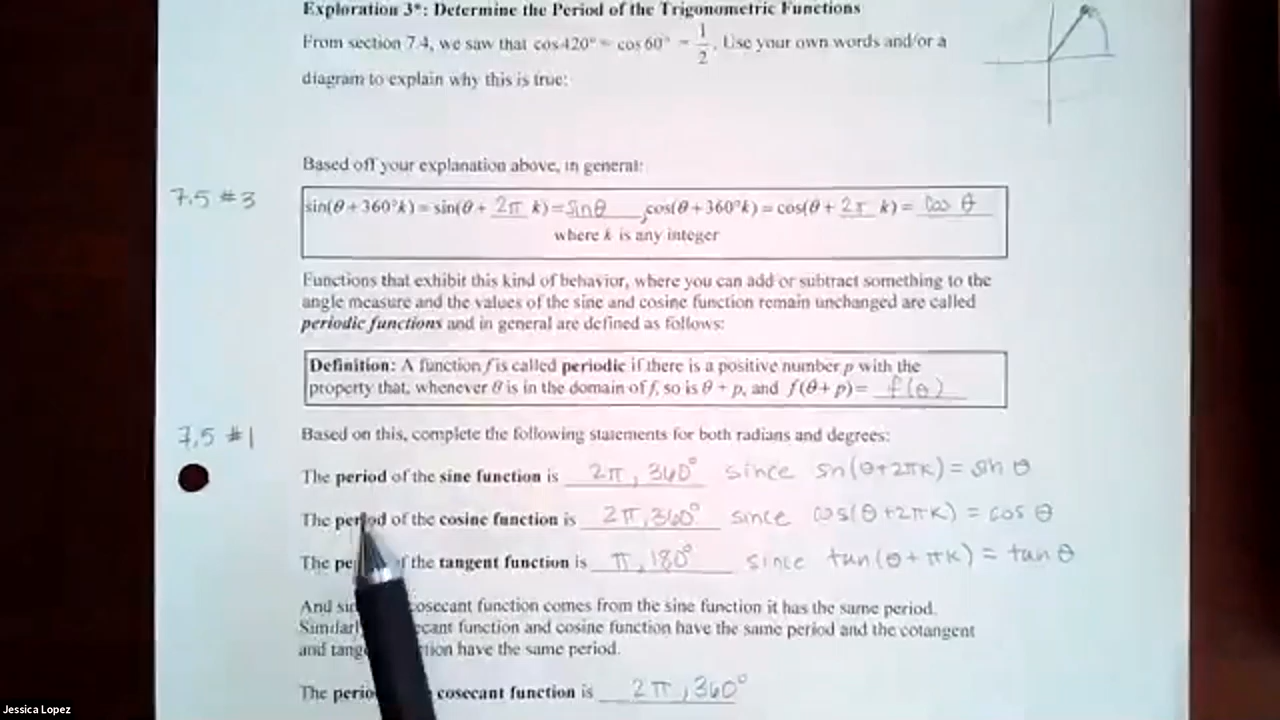 Exploration 3*: Determine the Period of the Trigonometric Functions
From section 7.4, we saw that cos 420° = cos 60° = 1/2. Use your own words and/or a
diagram to explain why this is true:
Based off your explanation above, in general:
7.5 #3
sin(θ + 360°k) = sin(θ + 2π k) = sinθ, cos(θ + 360°k) = cos(θ + 2π k) = cos θ
where k is any integer
Functions that exhibit this kind of behavior, where you can add or subtract something to the
angle measure and the values of the sine and cosine function remain unchanged are called
periodic functions and in general are defined as follows:
Definition: A function f is called periodic if there is a positive number p with the
property that, whenever θ is in the domain of f, so is θ + p, and f(θ + p) = f(θ)
7.5 #1 Based on this, complete the following statements for both radians and degrees:
The period of the sine function is 2π, 360° since sin(θ+2πk) = sin θ
The period of the cosine function is 2π, 360° since cos(θ+2πk) = cos θ
The pe of the tangent function is π, 180° since tan(θ+πk) = tan θ
And sin cosecant function comes from the sine function it has the same period.
Similarl cant function and cosine function have the same period and the cotangent
and tang tion have the same period.
The perio cosecant function is 2π, 360°
Jessica Lopez